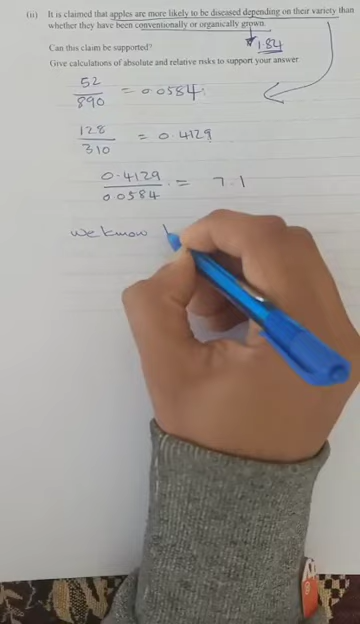 (ii) It is claimed that apples are more likely to be diseased depending on their variety than
whether they have been conventionally or organically grown.
1.84
Can this claim be supported?
Give calculations of absolute and relative risks to support your answer
52/890 = 0.0584
128/310 = 0.4129
0.4129/0.0584 = 7.1
We know